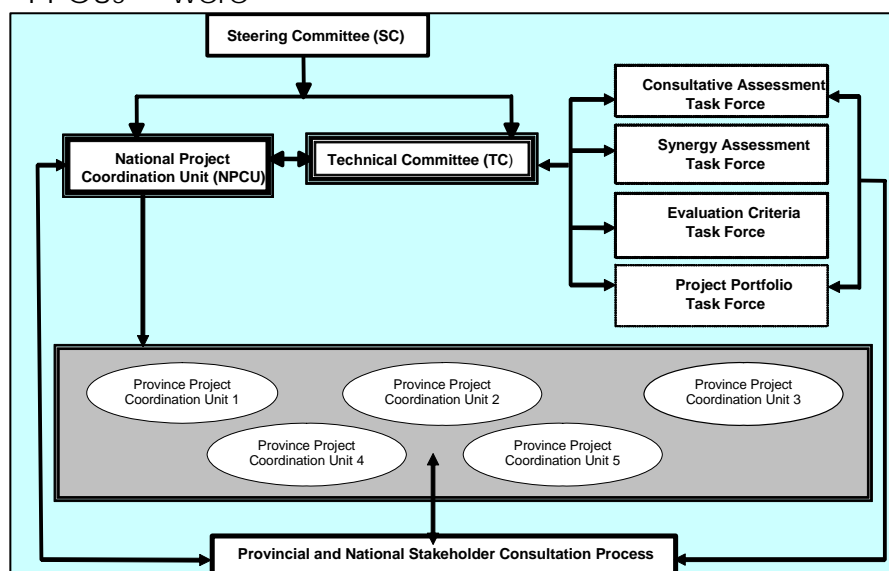 Steering Committee (SC)
Consultative Assessment
Task Force
National Project
Coordination Unit (NPCU)
Technical Committee (TC)
Synergy Assessment
Task Force
Evaluation Criteria
Task Force
Project Portfolio
Task Force
Province Project
Coordination Unit 1
Province Project
Coordination Unit 2
Province Project
Coordination Unit 3
Province Project
Coordination Unit 4
Province Project
Coordination Unit 5
Provincial and National Stakeholder Consultation Process